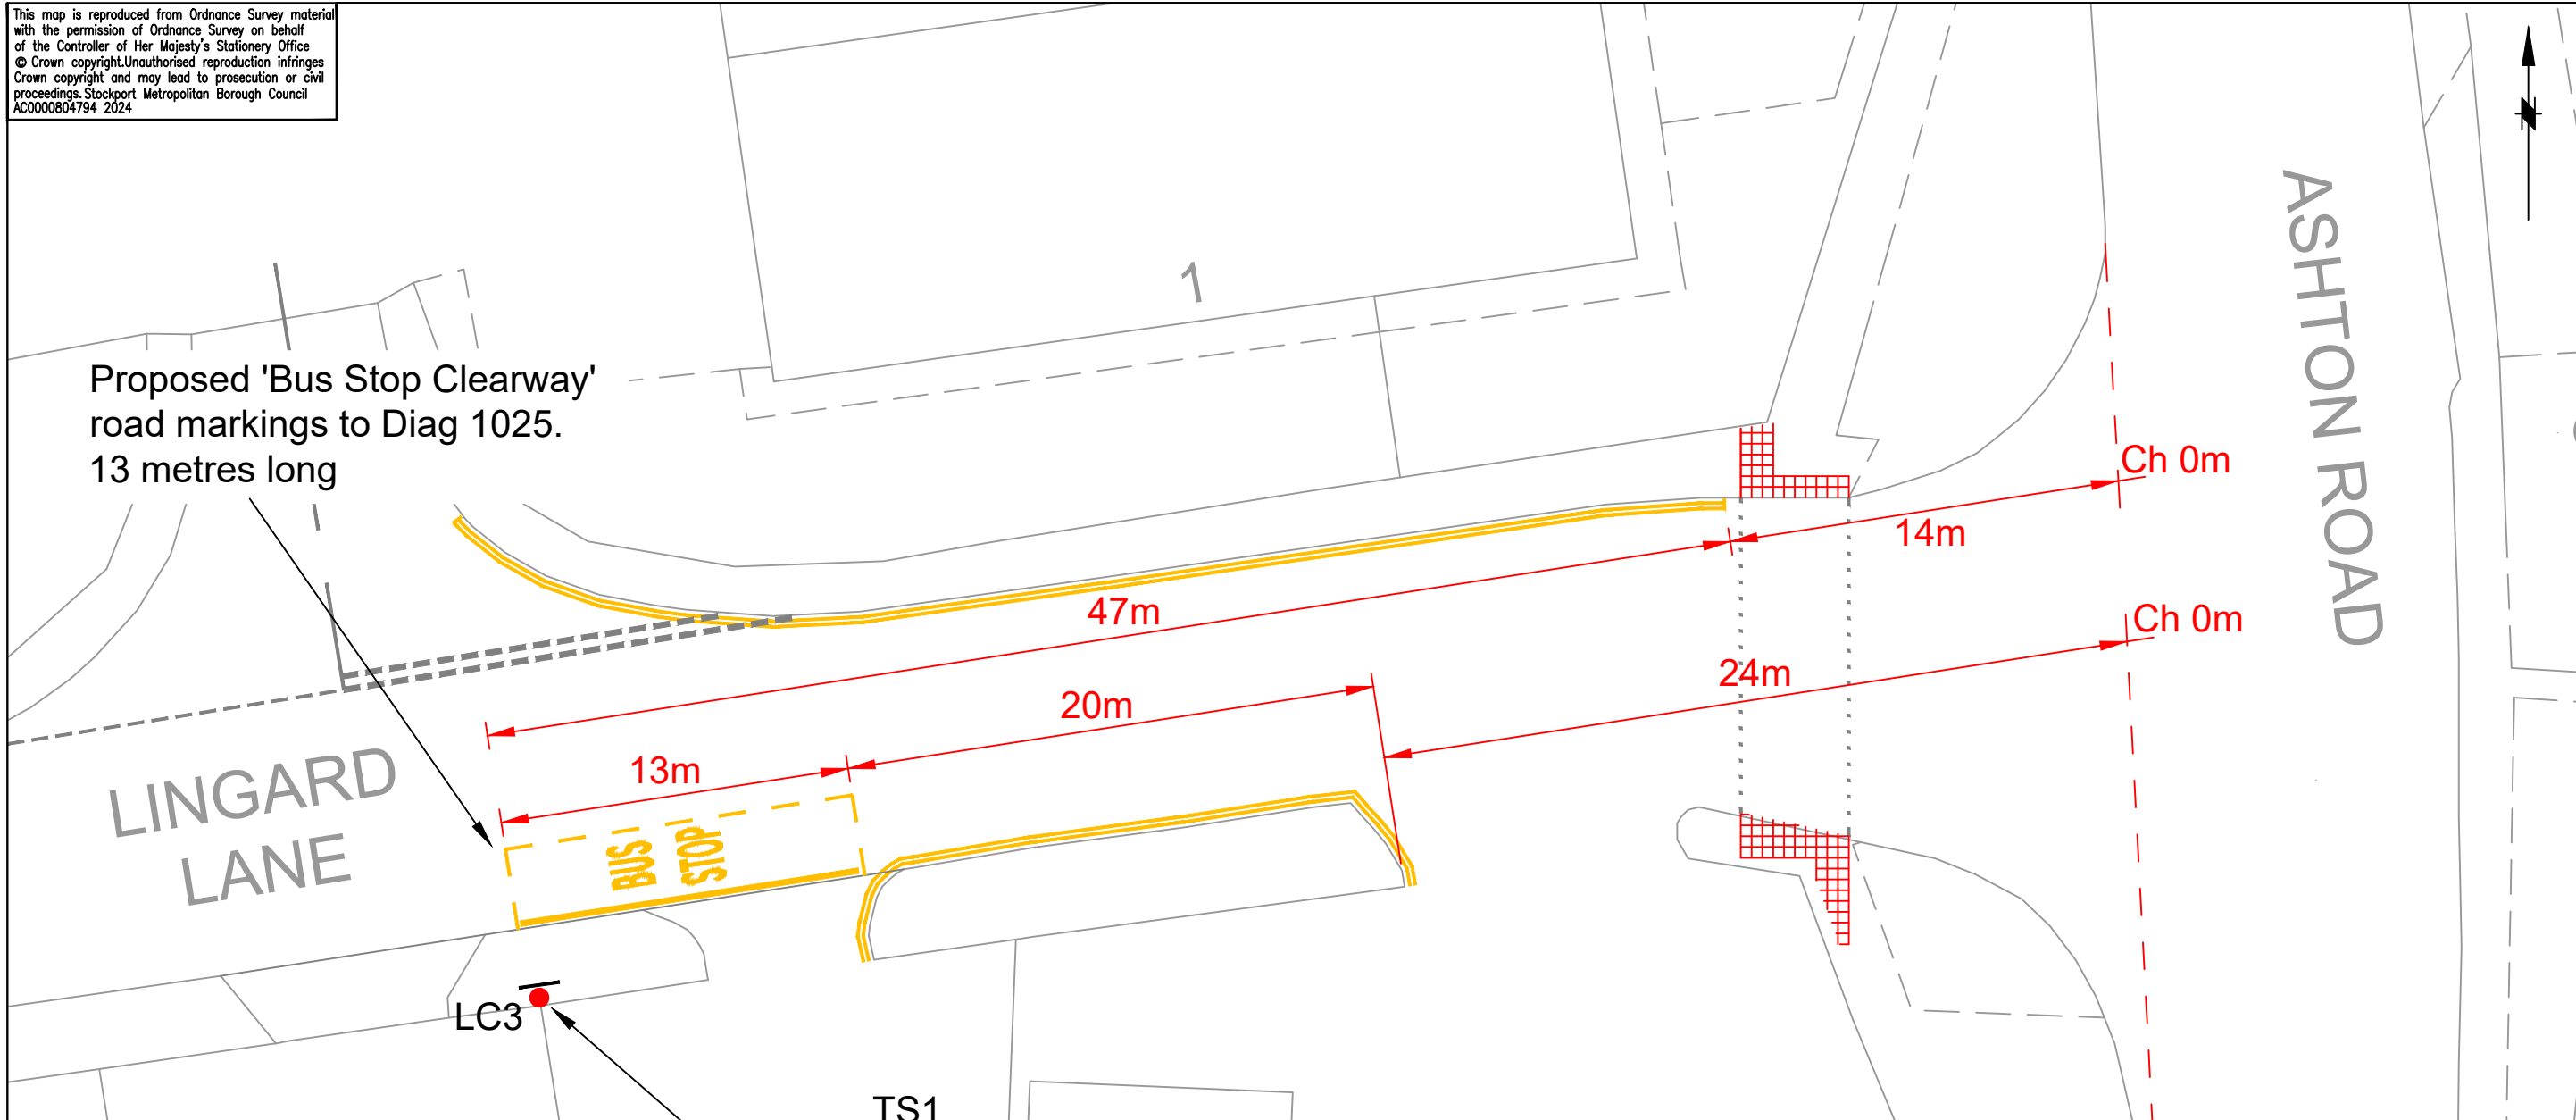 This map is reproduced from Ordnance Survey material
with the permission of Ordnance Survey on behalf
of the Controller of Her Majesty's Stationery Office
© Crown copyright.Unauthorised reproduction infringes
Crown copyright and may lead to prosecution or civil
proceedings. Stockport Metropolitan Borough Council
AC0000804794 2024
N
1
ASHTON ROAD
Proposed 'Bus Stop Clearway'
road markings to Diag 1025.
13 metres long
Ch 0m
14m
47m
Ch 0m
24m
20m
13m
LINGARD
LANE
BUS
STOP
LC3
TS1